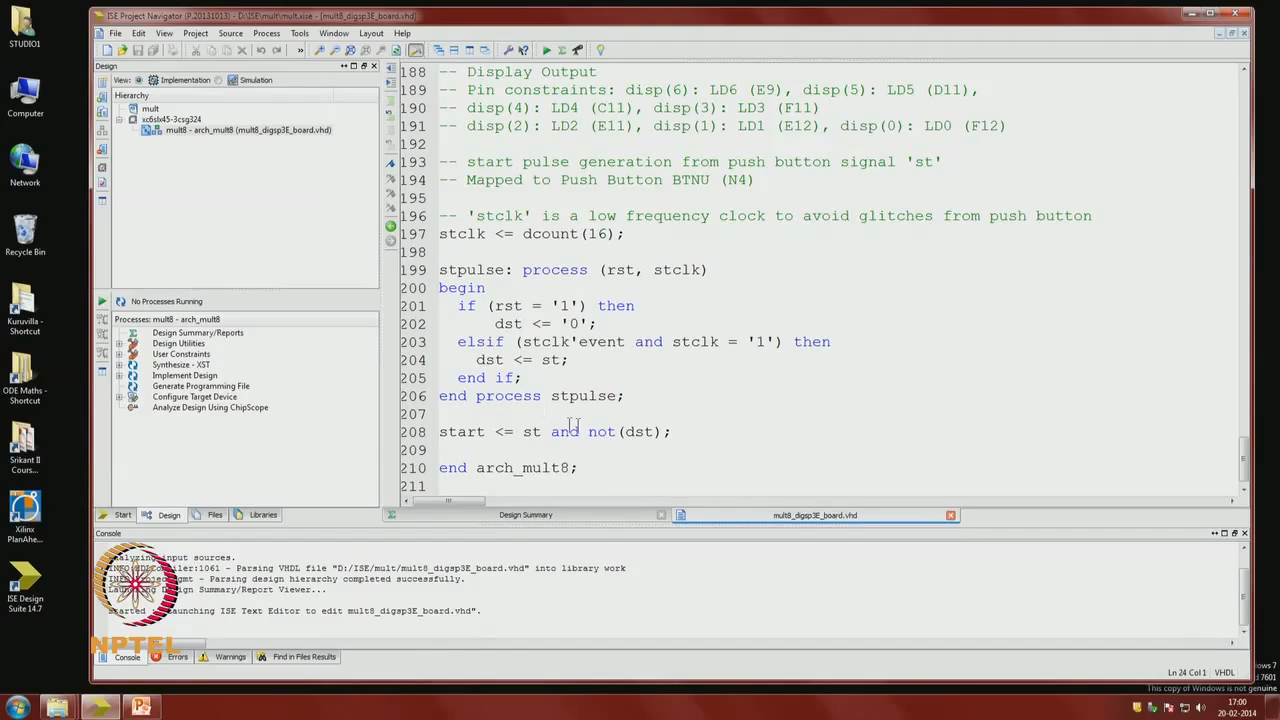 STUDIO1
Computer
Network
Recycle Bin
Kuruvilla -
Shortcut
ODE Maths -
Shortcut
Srikant II
Cours...
Xilinx
PlanAhe...
ISE Design
Suite 14.7
ISE Project Navigator (P.20131013) - D:\ISE\mult\mult.xise - [mult8_digsp3E_board.vhd]
File Edit View Project Source Process Tools Window Layout Help
Design
View: Implementation Simulation
Hierarchy
mult
xc6slx45-3csg324
mult8 - arch_mult8 (mult8_digsp3E_board.vhd)
No Processes Running
Processes: mult8 - arch_mult8
Design Summary/Reports
Design Utilities
User Constraints
Synthesize - XST
Implement Design
Generate Programming File
Configure Target Device
Analyze Design Using ChipScope
Start Design Files Libraries
188 -- Display Output
189 -- Pin constraints: disp(6): LD6 (E9), disp(5): LD5 (D11),
190 -- disp(4): LD4 (C11), disp(3): LD3 (F11)
191 -- disp(2): LD2 (E11), disp(1): LD1 (E12), disp(0): LD0 (F12)
192
193 -- start pulse generation from push button signal 'st'
194 -- Mapped to Push Button BTNU (N4)
195
196 -- 'stclk' is a low frequency clock to avoid glitches from push button
197 stclk <= dcount(16);
198
199 stpulse: process (rst, stclk)
200 begin
201 if (rst = '1') then
202 dst <= '0';
203 elsif (stclk'event and stclk = '1') then
204 dst <= st;
205 end if;
206 end process stpulse;
207
208 start <= st and not(dst);
209
210 end arch_mult8;
211
Design Summary mult8_digsp3E_board.vhd
Console
Analyzing input sources.
Parsing VHDL file "D:/ISE/mult/mult8_digsp3E_board.vhd" into library work
Parsing design hierarchy completed successfully.
Design Summary/Report Viewer...
Started : "Launching ISE Text Editor to edit mult8_digsp3E_board.vhd".
NPTEL
Console Errors Warnings Find in Files Results
Ln 24 Col 1 VHDL
7601
This copy of Windows is not genuine
17:00
20-02-2014